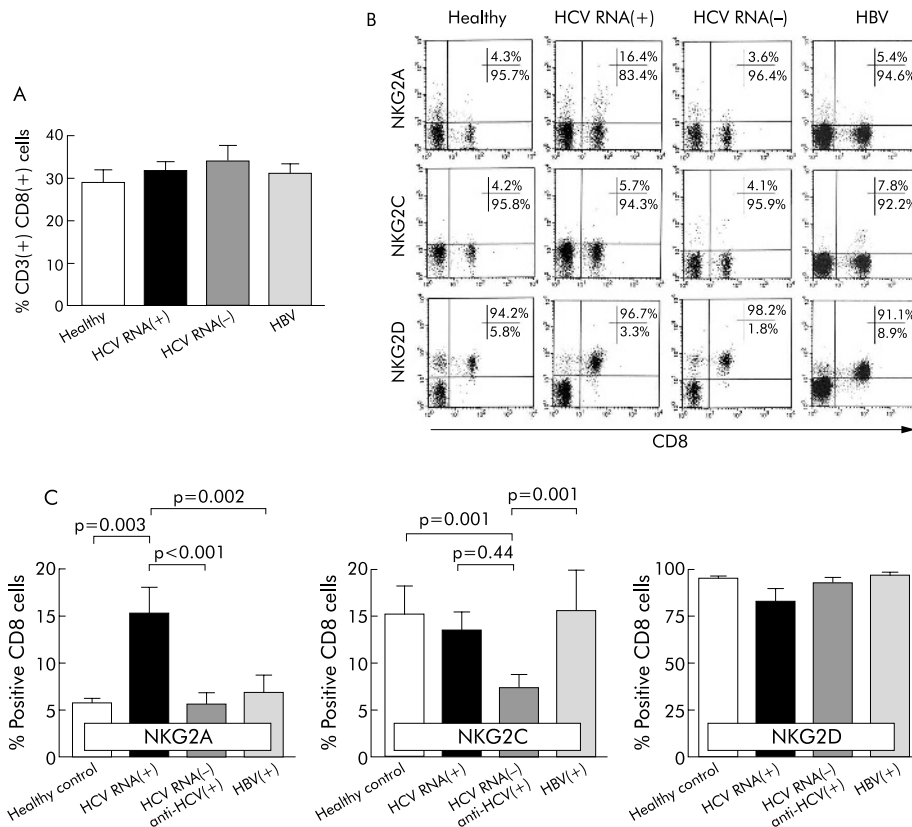 A
% CD3(+) CD8(+) cells
40
30
20
10
0
Healthy
HCV RNA(+)
HCV RNA(–)
HBV
B
Healthy
HCV RNA(+)
HCV RNA(–)
HBV
NKG2A
4.3%
95.7%
16.4%
83.4%
3.6%
96.4%
5.4%
94.6%
NKG2C
4.2%
95.8%
5.7%
94.3%
4.1%
95.9%
7.8%
92.2%
NKG2D
94.2%
5.8%
96.7%
3.3%
98.2%
1.8%
91.1%
8.9%
CD8
C
p=0.002
p=0.003
p<0.001
% Positive CD8 cells
20
15
10
5
0
NKG2A
Healthy control
HCV RNA(+)
HCV RNA(–)
anti-HCV(+)
HBV(+)
p=0.001
p=0.001
p=0.44
% Positive CD8 cells
20
15
10
5
0
NKG2C
Healthy control
HCV RNA(+)
HCV RNA(–)
anti-HCV(+)
HBV(+)
% Positive CD8 cells
100
75
50
25
0
NKG2D
Healthy control
HCV RNA(+)
HCV RNA(–)
anti-HCV(+)
HBV(+)